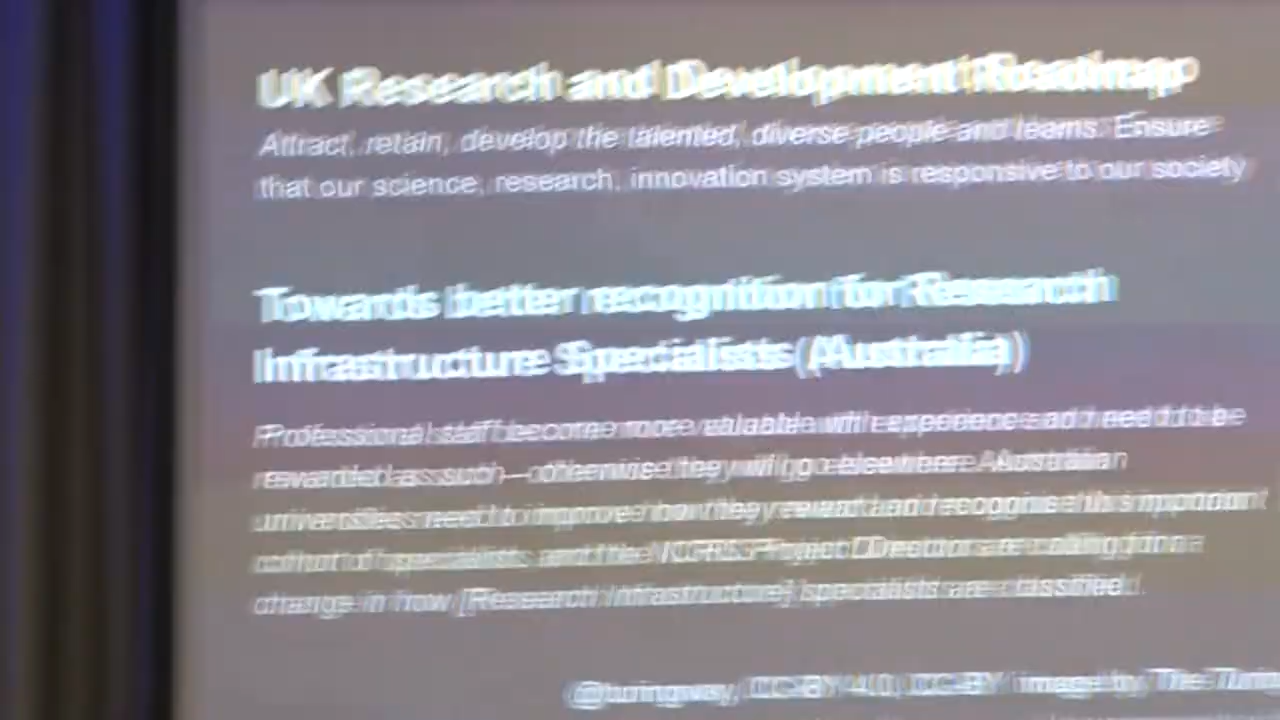 UK Research and Development Roadmap
Attract, retain, develop the talented, diverse people and teams. Ensure
that our science, research, innovation system is responsive to our society
Towards better recognition for Research
Infrastructure Specialists (Australia)
Professional staff become more valuable with experience and need to be
rewarded as such—otherwise they will go elsewhere. Australian
universities need to improve how they reward and recognise this important
cohort of specialists and the NCRIS Project Directors are calling for a
change in how [Research Infrastructure] specialists are classified.
@turingway, CC-BY 4.0, CC-BY image by The